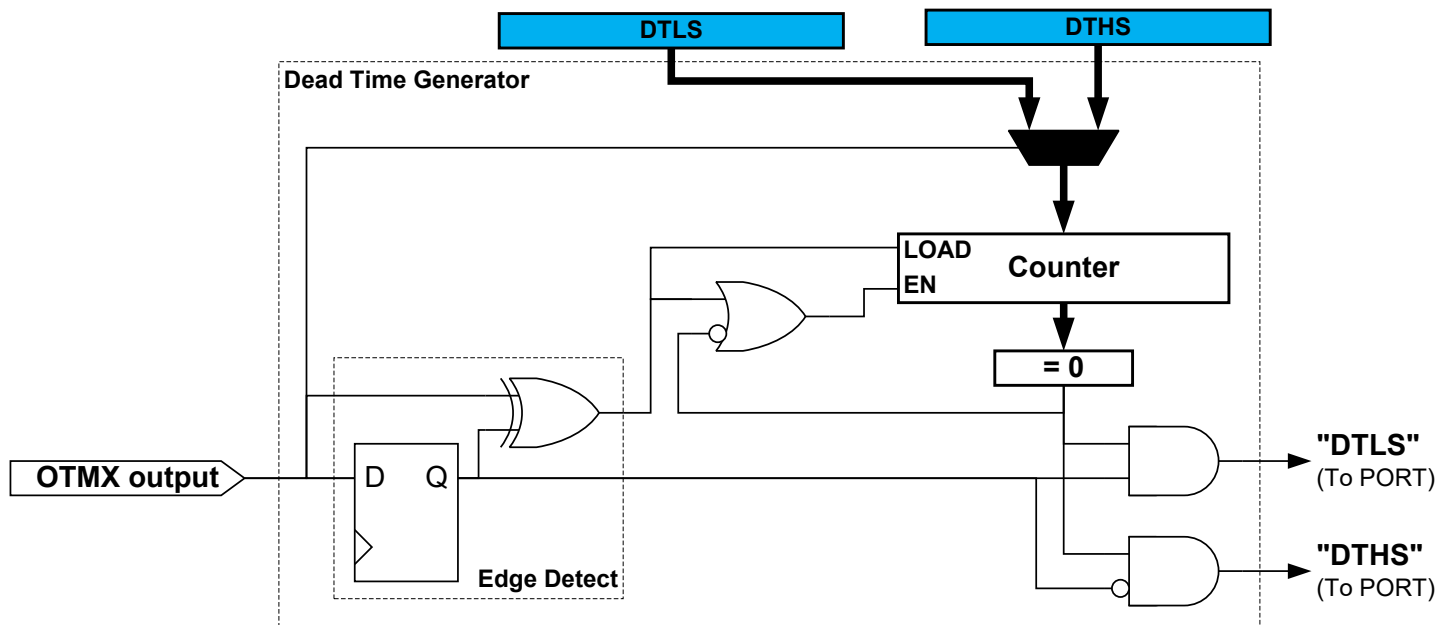 DTLS
DTHS
Dead Time Generator
LOAD
Counter
EN
= 0
"DTLS"
(To PORT)
OTMX output
D
Q
"DTHS"
(To PORT)
Edge Detect